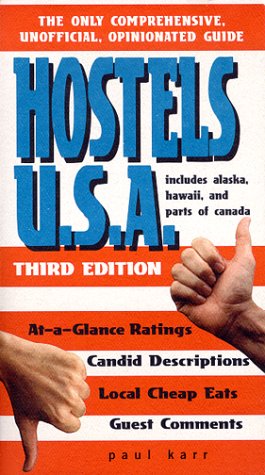 THE ONLY COMPREHENSIVE,
UNOFFICIAL, OPINIONATED GUIDE
HOSTELS
U.S.A.
includes alaska,
hawaii, and
parts of canada
THIRD EDITION
At-a-Glance Ratings
Candid Descriptions
Local Cheap Eats
Guest Comments
paul karr